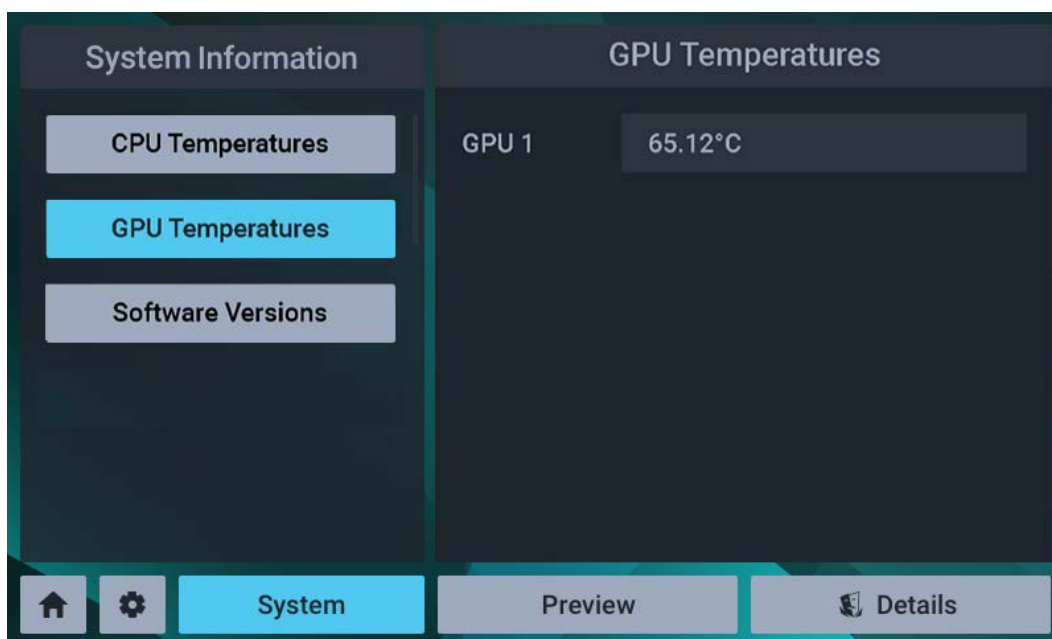 System Information
GPU Temperatures
CPU Temperatures
GPU Temperatures
Software Versions
GPU 1 65.12°C
System Preview Details